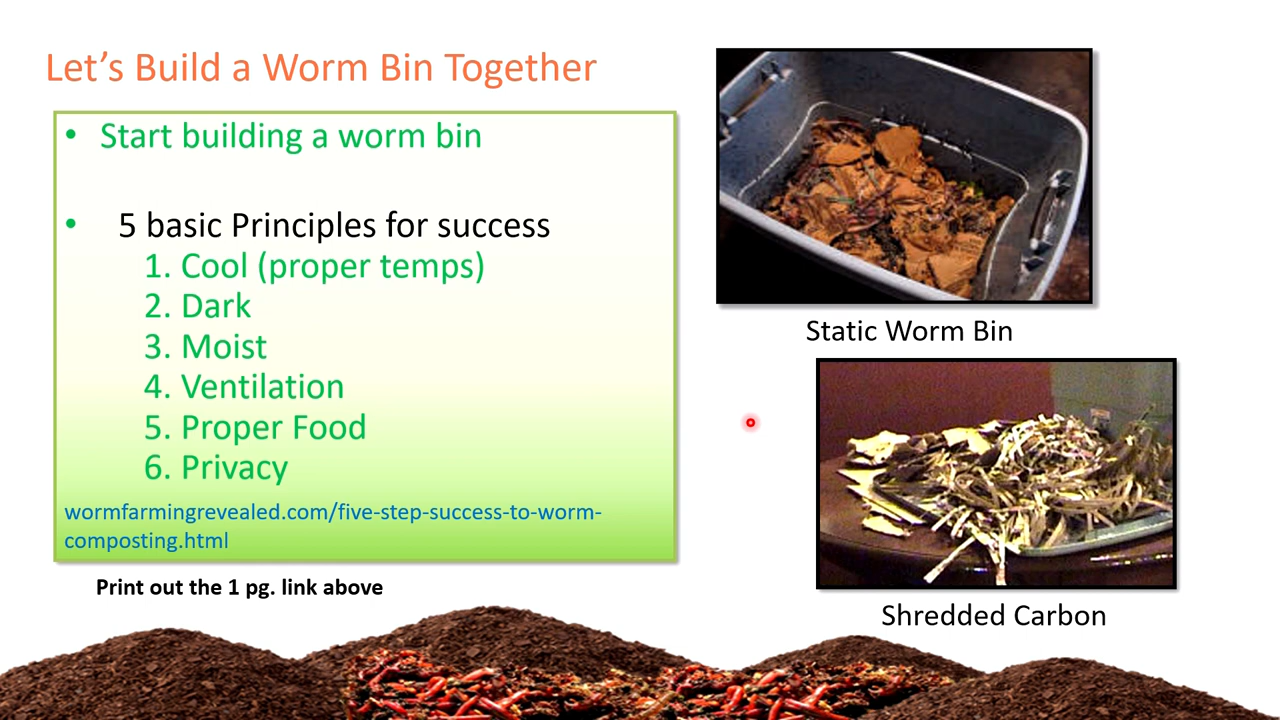 Let's Build a Worm Bin Together
• Start building a worm bin
• 5 basic Principles for success
1. Cool (proper temps)
2. Dark
3. Moist
4. Ventilation
5. Proper Food
6. Privacy
wormfarmingrevealed.com/five-step-success-to-worm-
composting.html
Print out the 1 pg. link above
Static Worm Bin
Shredded Carbon